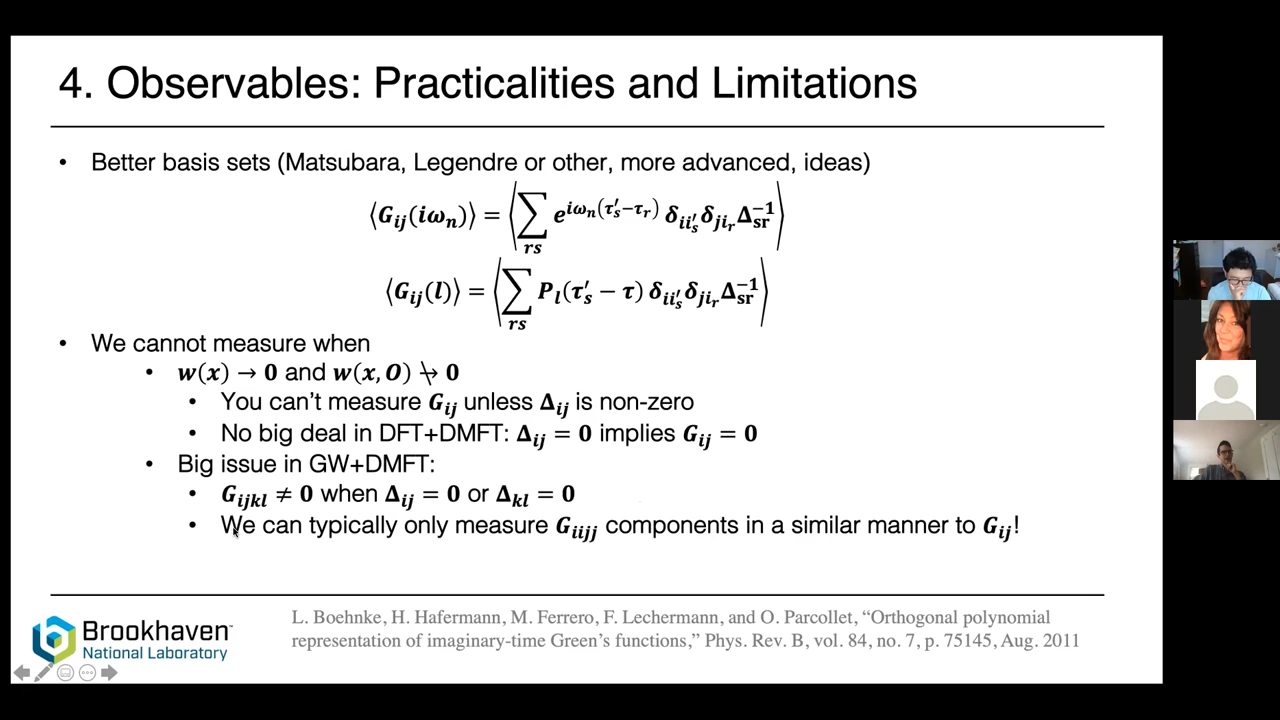 4. Observables: Practicalities and Limitations
• Better basis sets (Matsubara, Legendre or other, more advanced, ideas)
⟨G_ij(iω_n)⟩ = ⟨∑_rs e^{iω_n(τ′_s−τ_r)} δ_{ii′_s} δ_{ji_r} Δ_sr^{−1}⟩
⟨G_ij(l)⟩ = ⟨∑_rs P_l(τ′_s − τ) δ_{ii′_s} δ_{ji_r} Δ_sr^{−1}⟩
• We cannot measure when
• w(x) → 0 and w(x, O) ↛ 0
• You can’t measure G_ij unless Δ_ij is non-zero
• No big deal in DFT+DMFT: Δ_ij = 0 implies G_ij = 0
• Big issue in GW+DMFT:
• G_ijkl ≠ 0 when Δ_ij = 0 or Δ_kl = 0
• We can typically only measure G_iijj components in a similar manner to G_ij!
L. Boehnke, H. Hafermann, M. Ferrero, F. Lechermann, and O. Parcollet, “Orthogonal polynomial
representation of imaginary-time Green’s functions,” Phys. Rev. B, vol. 84, no. 7, p. 75145, Aug. 2011
Brookhaven™
National Laboratory